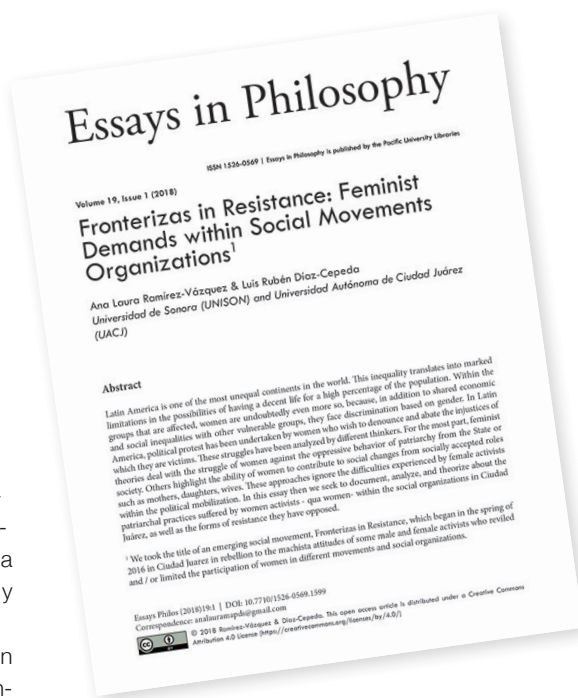 Essays in Philosophy
ISSN 1526-0569 | Essays in Philosophy is published by the Pacific University Libraries
Volume 19, Issue 1 (2018)
Fronterizas in Resistance: Feminist
Demands within Social Movements
Organizations¹
Ana Laura Ramírez-Vázquez & Luis Rubén Díaz-Cepeda
Universidad de Sonora (UNISON) and Universidad Autónoma de Ciudad Juárez
(UACJ)
Abstract
Latin America is one of the most unequal continents in the world. This inequality translates into marked
limitations in the possibilities of having a decent life for a high percentage of the population. Within the
groups that are affected, women are undoubtedly even more so, because, in addition to shared economic
and social inequalities with other vulnerable groups, they face discrimination based on gender. In Latin
America, political protest has been undertaken by women who wish to denounce and abate the injustices of
which they are victims. These struggles have been analyzed by different thinkers. For the most part, feminist
theories deal with the struggle of women against the oppressive behavior of patriarchy from the State or
society. Others highlight the ability of women to contribute to social changes from socially accepted roles
such as mothers, daughters, wives. These approaches ignore the difficulties experienced by female activists
within the political mobilization. In this essay then we seek to document, analyze, and theorize about the
patriarchal practices suffered by women activists - qua women- within the social organizations in Ciudad
Juárez, as well as the forms of resistance they have opposed.
¹ We took the title of an emerging social movement, Fronterizas in Resistance, which began in the spring of
2016 in Ciudad Juarez in rebellion to the machista attitudes of some male and female activists who reviled
and / or limited the participation of women in different movements and social organizations.
Essays Philos (2018)19:1 | DOI: 10.7710/1526-0569.1599
Correspondence: analauramspds@gmail.com
© 2018 Ramírez-Vázquez & Díaz-Cepeda. This open access article is distributed under a Creative Commons
Attribution 4.0 License (https://creativecommons.org/licenses/by/4.0/)
cc
BY
-
a
y
n
n-